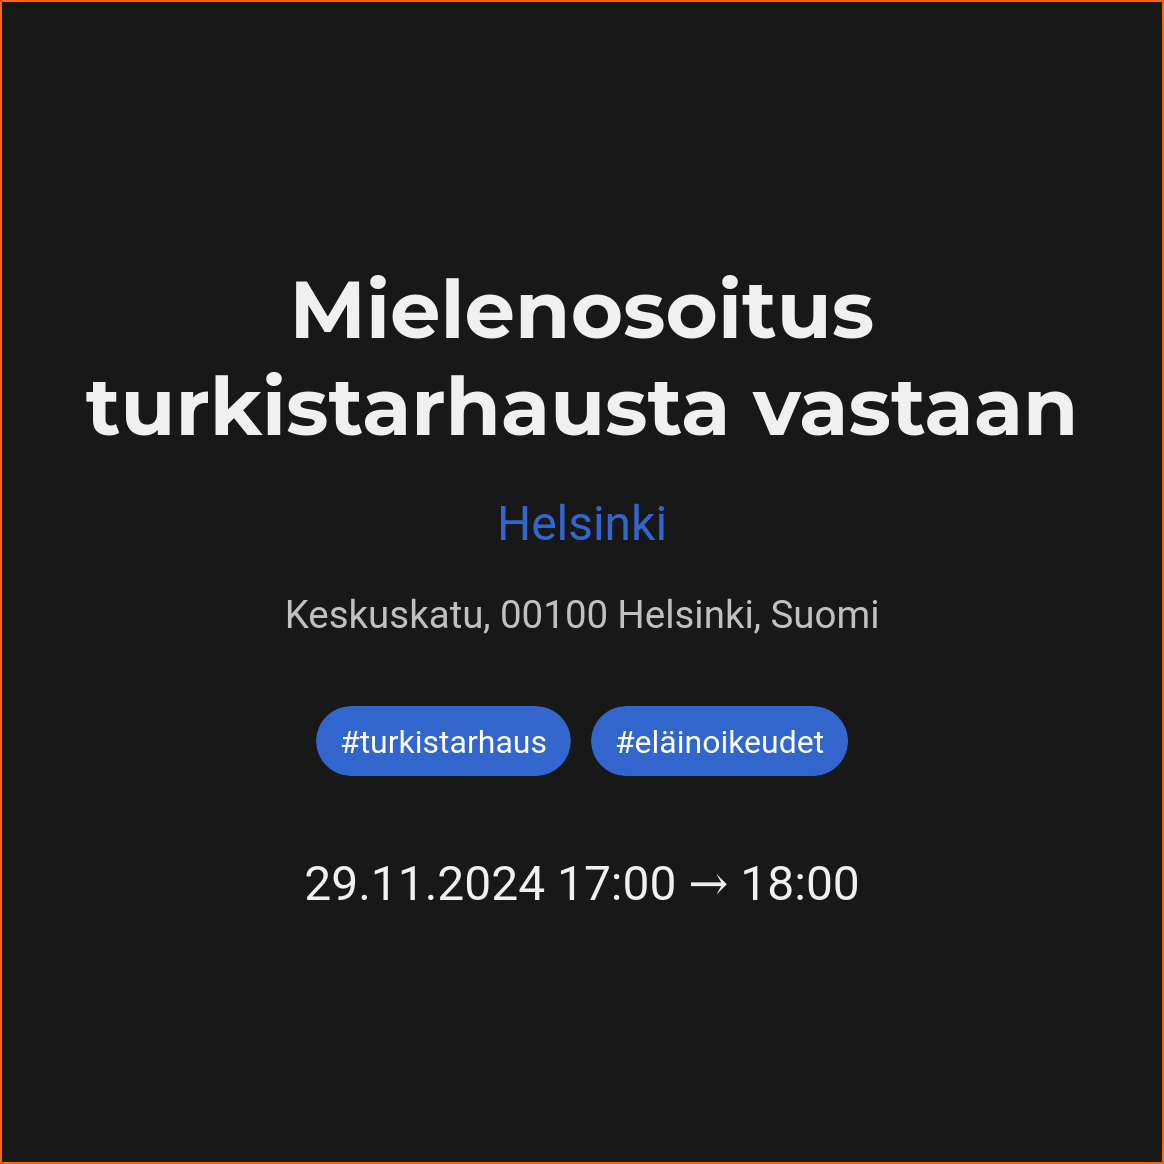 Mielenosoitus
turkistarhausta vastaan
Helsinki
Keskuskatu, 00100 Helsinki, Suomi
#turkistarhaus #eläinoikeudet
29.11.2024 17:00 → 18:00